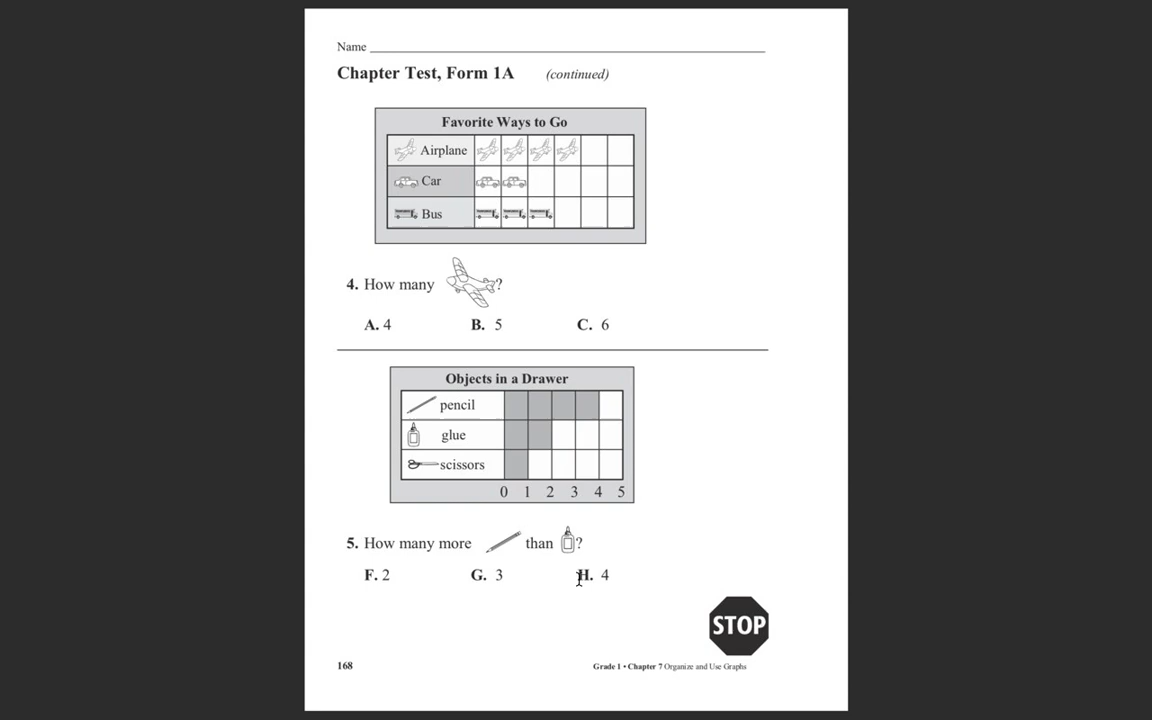 Name
Chapter Test, Form 1A (continued)
Favorite Ways to Go
Airplane
Car
Bus
4. How many ?
A. 4 B. 5 C. 6
Objects in a Drawer
pencil
glue
scissors
0 1 2 3 4 5
5. How many more than ?
F. 2 G. 3 H. 4
STOP
168 Grade 1 • Chapter 7 Organize and Use Graphs